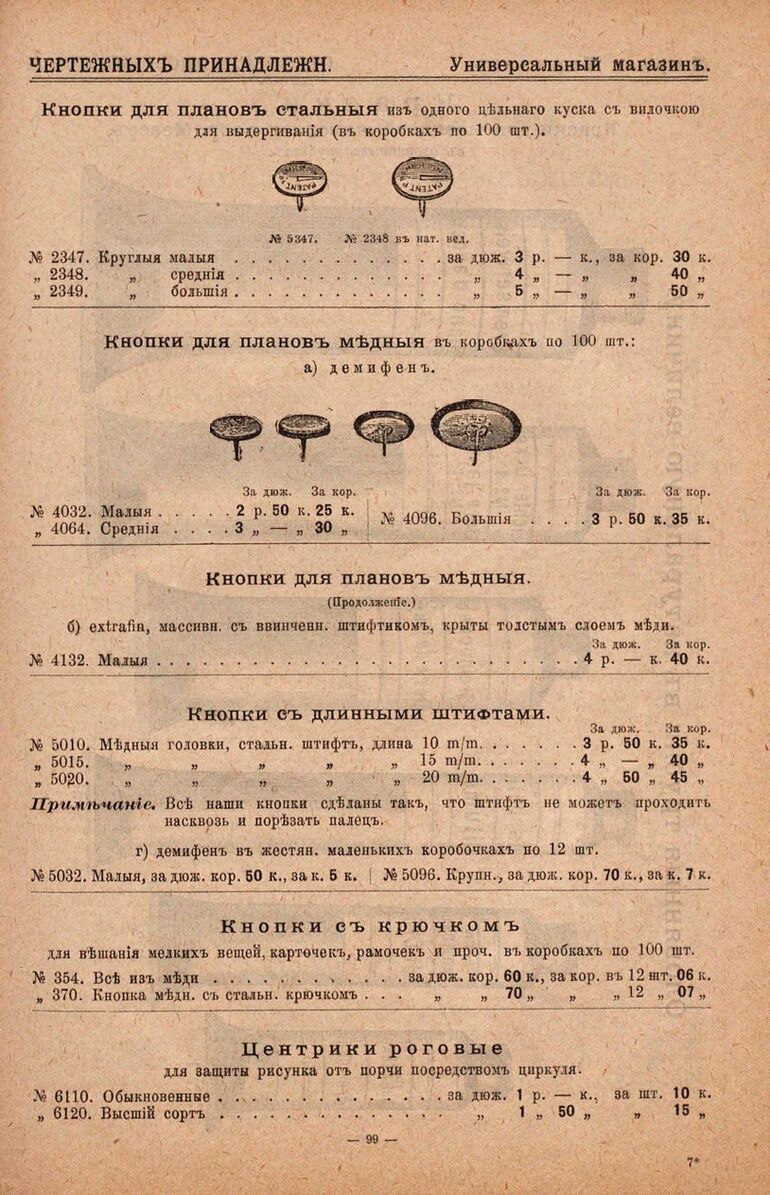 ЧЕРТЕЖНЫХЪ ПРИНАДЛЕЖН. Универсальный магазинъ.
Кнопки для плановъ стальныя изъ одного цѣльнаго куска съ вилочкою
для выдергиванія (въ коробкахъ по 100 шт.).
№ 5347. № 2348 въ нат. вел.
№ 2347. Круглыя малыя . . . . . . . . . . . . . за дюж. 3 р. — к., за кор. 30 к.
„ 2348. „ среднія . . . . . . . . . . . . . „ 4 „ — „ „ 40 „
„ 2349. „ большія . . . . . . . . . . . . . „ 5 „ — „ „ 50 „
Кнопки для плановъ мѣдныя въ коробкахъ по 100 шт.:
а) демифенъ.
За дюж. За кор. За дюж. За кор.
№ 4032. Малыя . . . . . 2 р. 50 к. 25 к.
„ 4064. Среднія . . . . 3 „ — „ 30 „
№ 4096. Большія . . . . 3 р. 50 к. 35 к.
Кнопки для плановъ мѣдныя.
(Продолженіе.)
б) extrafin, массивн. съ ввинченн. штифтикомъ, крыты толстымъ слоемъ мѣди.
За дюж. За кор.
№ 4132. Малыя . . . . . . . . . . . . . . . . . . . . . . . . . . 4 р. — к. 40 к.
Кнопки съ длинными штифтами.
За дюж. За кор.
№ 5010. Мѣдныя головки, стальн. штифтъ, длина 10 m/m. . . . . . . 3 р. 50 к. 35 к.
„ 5015. „ „ „ „ „ 15 m/m. . . . . . . 4 „ — „ 40 „
„ 5020. „ „ „ „ „ 20 m/m. . . . . . . 4 „ 50 „ 45 „
Примѣчаніе. Всѣ наши кнопки сдѣланы такъ, что штифтъ не можетъ проходить
насквозь и порѣзать палецъ.
г) демифенъ въ жестян. маленькихъ коробочкахъ по 12 шт.
№ 5032. Малыя, за дюж. кор. 50 к., за к. 5 к. | № 5096. Крупн., за дюж. кор. 70 к., за к. 7 к.
Кнопки съ крючкомъ
для вѣшанія мелкихъ вещей, карточекъ, рамочекъ и проч. въ коробкахъ по 100 шт.
№ 354. Всѣ изъ мѣди . . . . . . . . . . . . за дюж. кор. 60 к., за кор. въ 12 шт. 06 к.
„ 370. Кнопка мѣдн. съ стальн. крючкомъ . . . „ „ 70 „ „ „ 12 „ 07 „
Центрики роговые
для защиты рисунка отъ порчи посредствомъ циркуля.
№ 6110. Обыкновенные . . . . . . . . . . . . . . за дюж. 1 р. — к., за шт. 10 к.
„ 6120. Высшій сортъ . . . . . . . . . . . . . . „ 1 „ 50 „ „ 15 „
— 99 —
7*